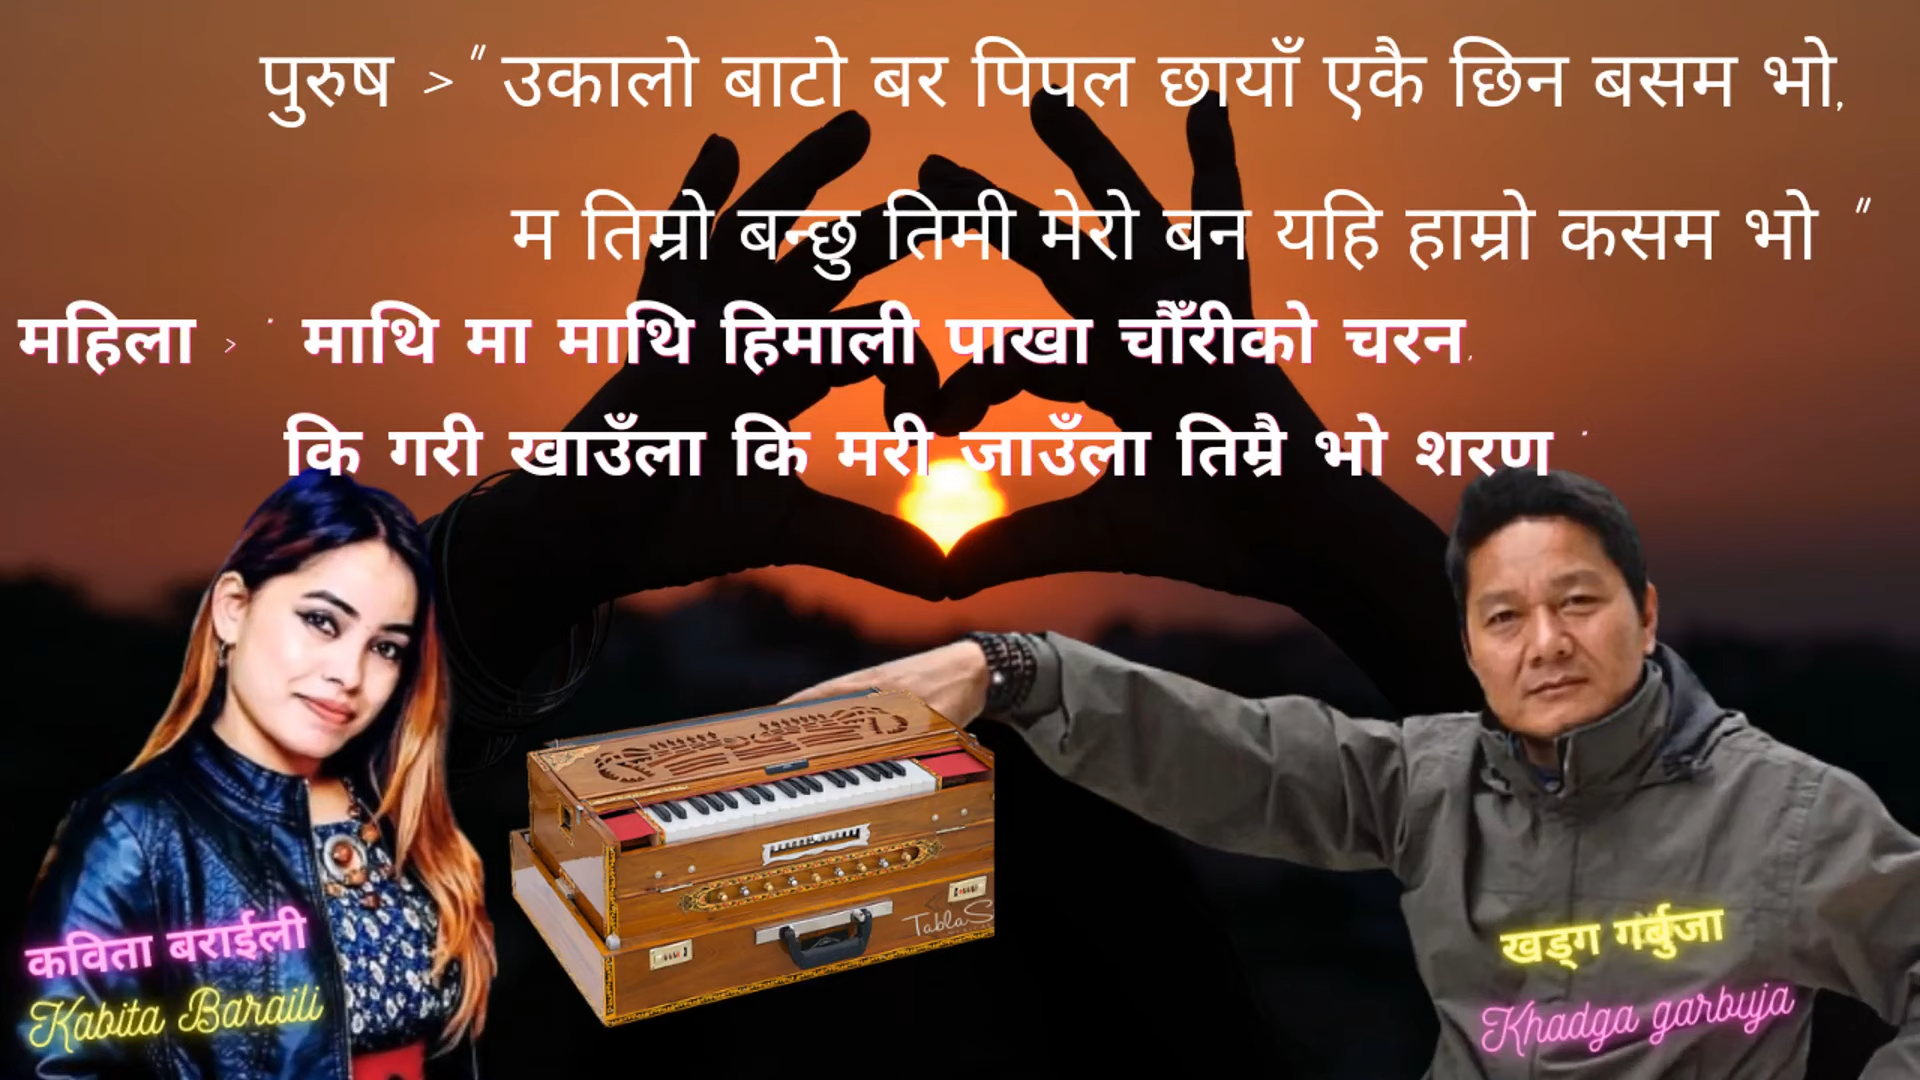 पुरुष > " उकालो बाटो बर पिपल छायाँ एकै छिन बसम भो,
म तिम्रो बन्छु तिमी मेरो बन यहि हाम्रो कसम भो "
महिला > " माथि मा माथि हिमाली पाखा चौँरीको चरन,
कि गरी खाउँला कि मरी जाउँला तिम्रै भो शरण "
कविता बराईली
Kabita Baraili
TablaS
खड्ग गर्बुजा
Khadga garbuja